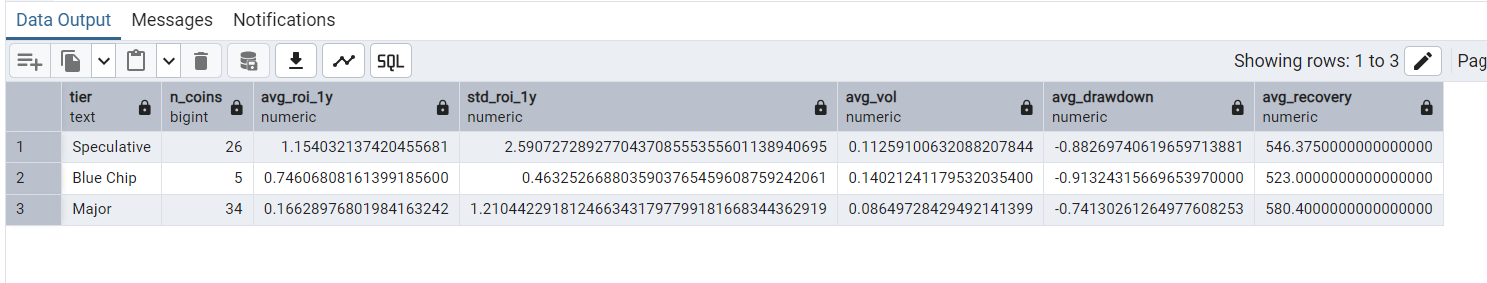 Data Output Messages Notifications
SQL Showing rows: 1 to 3 Pag
tier n_coins avg_roi_1y std_roi_1y avg_vol avg_drawdown avg_recovery
text bigint numeric numeric numeric numeric numeric
1 Speculative 26 1.154032137420455681 2.590727289277043708555355601138940695 0.11259100632088207844 -0.88269740619659713881 546.3750000000000000
2 Blue Chip 5 0.74606808161399185600 0.4632526688035903765459608759242061 0.14021241179532035400 -0.91324315669653970000 523.0000000000000000
3 Major 34 0.16628976801984163242 1.2104422918124663431797799181668344362919 0.08649728429492141399 -0.74130261264977608253 580.4000000000000000